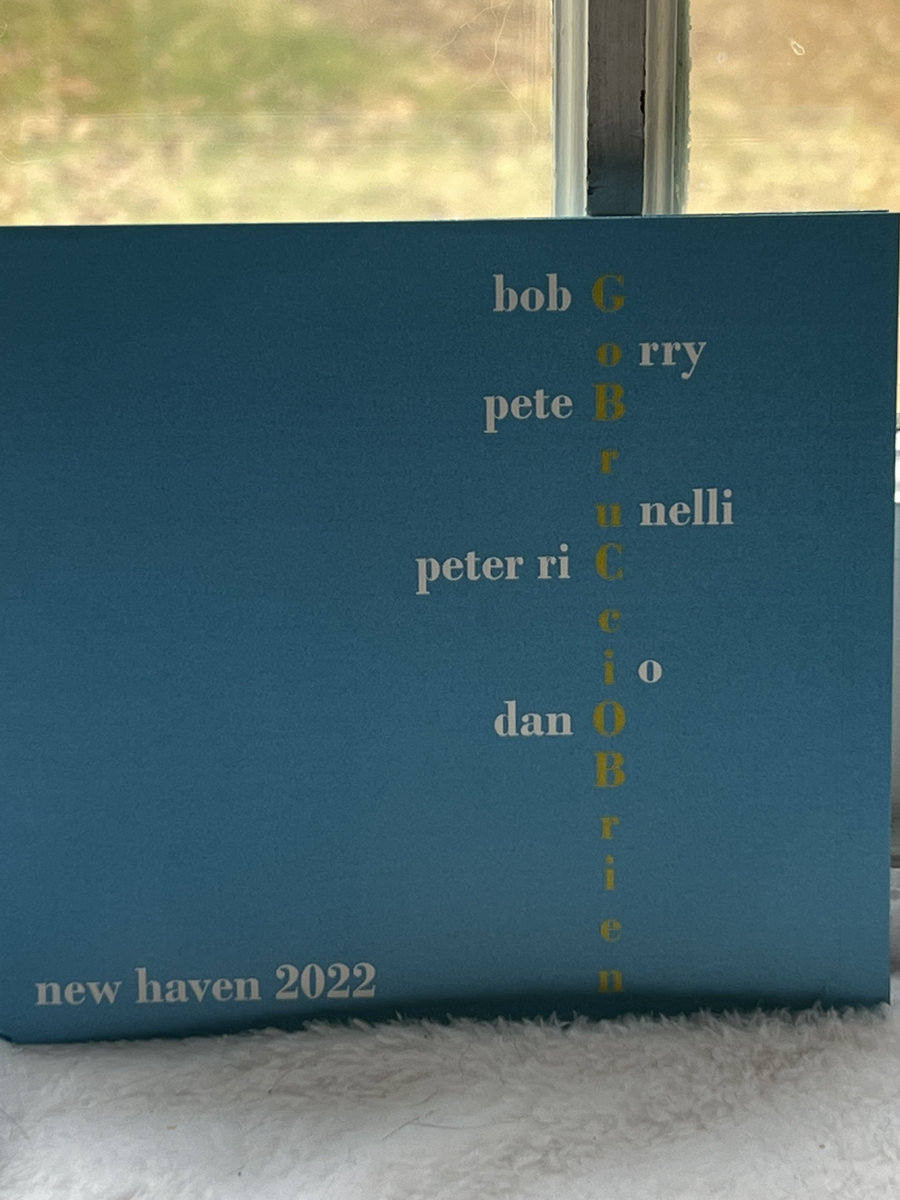 bob G
o rry
pete B
r
u nelli
peter ri C
c
i o
dan O
B
r
i
e
n
new haven 2022